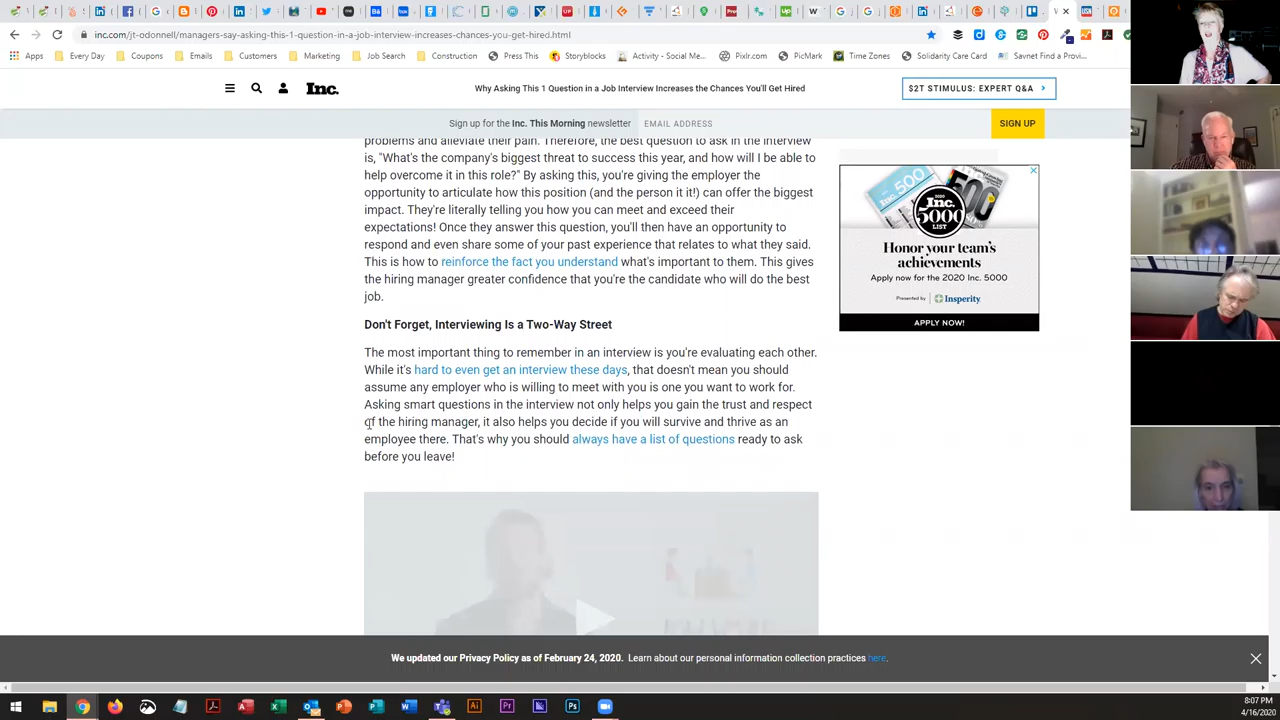 inc.com/jt-odonnell/managers-say-asking-this-1-question-in-a-job-interview-increases-chances-you-get-hired.html
Apps Every Day Coupons Emails Customers Marketing Job Search Construction Press This Storyblocks Activity - Social Me... Pixlr.com PicMark Time Zones Solidarity Care Card Savnet Find a Provi...
Inc. Why Asking This 1 Question in a Job Interview Increases the Chances You'll Get Hired $2T STIMULUS: EXPERT Q&A
Sign up for the Inc. This Morning newsletter EMAIL ADDRESS SIGN UP
problems and alleviate their pain. Therefore, the best question to ask in the interview
is, "What's the company's biggest threat to success this year, and how will I be able to
help overcome it in this role?" By asking this, you're giving the employer the
opportunity to articulate how this position (and the person it it!) can offer the biggest
impact. They're literally telling you how you can meet and exceed their
expectations! Once they answer this question, you'll then have an opportunity to
respond and even share some of your past experience that relates to what they said.
This is how to reinforce the fact you understand what's important to them. This gives
the hiring manager greater confidence that you're the candidate who will do the best
job.
Don't Forget, Interviewing Is a Two-Way Street
The most important thing to remember in an interview is you're evaluating each other.
While it's hard to even get an interview these days, that doesn't mean you should
assume any employer who is willing to meet with you is one you want to work for.
Asking smart questions in the interview not only helps you gain the trust and respect
of the hiring manager, it also helps you decide if you will survive and thrive as an
employee there. That's why you should always have a list of questions ready to ask
before you leave!
Inc.
5000
LIST
Honor your team's
achievements
Apply now for the 2020 Inc. 5000
Presented by Insperity
APPLY NOW!
We updated our Privacy Policy as of February 24, 2020. Learn about our personal information collection practices here.
8:07 PM
4/16/2020